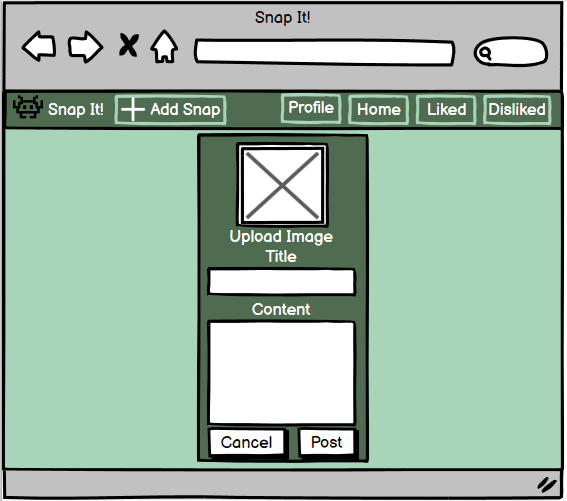 Snap It!
Snap It! Add Snap Profile Home Liked Disliked
Upload Image
Title
Content
Cancel Post